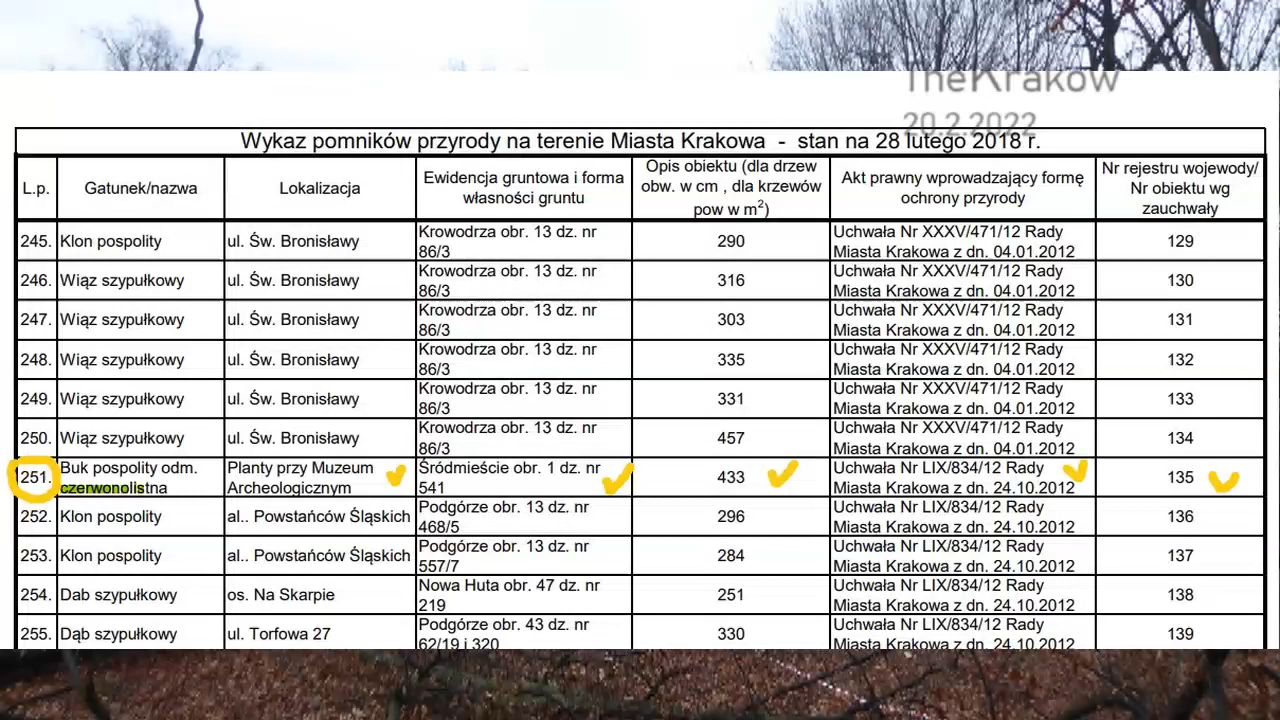 TheKraków
20.2.2022
Wykaz pomników przyrody na terenie Miasta Krakowa - stan na 28 lutego 2018 r.
L.p. Gatunek/nazwa Lokalizacja Ewidencja gruntowa i forma własności gruntu Opis obiektu (dla drzew obw. w cm , dla krzewów pow w m²) Akt prawny wprowadzający formę ochrony przyrody Nr rejestru wojewody/ Nr obiektu wg zauchwały
245. Klon pospolity ul. Św. Bronisławy Krowodrza obr. 13 dz. nr 86/3 290 Uchwała Nr XXXV/471/12 Rady Miasta Krakowa z dn. 04.01.2012 129
246. Wiąz szypułkowy ul. Św. Bronisławy Krowodrza obr. 13 dz. nr 86/3 316 Uchwała Nr XXXV/471/12 Rady Miasta Krakowa z dn. 04.01.2012 130
247. Wiąz szypułkowy ul. Św. Bronisławy Krowodrza obr. 13 dz. nr 86/3 303 Uchwała Nr XXXV/471/12 Rady Miasta Krakowa z dn. 04.01.2012 131
248. Wiąz szypułkowy ul. Św. Bronisławy Krowodrza obr. 13 dz. nr 86/3 335 Uchwała Nr XXXV/471/12 Rady Miasta Krakowa z dn. 04.01.2012 132
249. Wiąz szypułkowy ul. Św. Bronisławy Krowodrza obr. 13 dz. nr 86/3 331 Uchwała Nr XXXV/471/12 Rady Miasta Krakowa z dn. 04.01.2012 133
250. Wiąz szypułkowy ul. Św. Bronisławy Krowodrza obr. 13 dz. nr 86/3 457 Uchwała Nr XXXV/471/12 Rady Miasta Krakowa z dn. 04.01.2012 134
251. Buk pospolity odm. czerwonolistna Planty przy Muzeum Archeologicznym Śródmieście obr. 1 dz. nr 541 433 Uchwała Nr LIX/834/12 Rady Miasta Krakowa z dn. 24.10.2012 135
252. Klon pospolity al.. Powstańców Śląskich Podgórze obr. 13 dz. nr 468/5 296 Uchwała Nr LIX/834/12 Rady Miasta Krakowa z dn. 24.10.2012 136
253. Klon pospolity al.. Powstańców Śląskich Podgórze obr. 13 dz. nr 557/7 284 Uchwała Nr LIX/834/12 Rady Miasta Krakowa z dn. 24.10.2012 137
254. Dab szypułkowy os. Na Skarpie Nowa Huta obr. 47 dz. nr 219 251 Uchwała Nr LIX/834/12 Rady Miasta Krakowa z dn. 24.10.2012 138
255. Dąb szypułkowy ul. Torfowa 27 Podgórze obr. 43 dz. nr 62/19 i 320 330 Uchwała Nr LIX/834/12 Rady Miasta Krakowa z dn. 24.10.2012 139